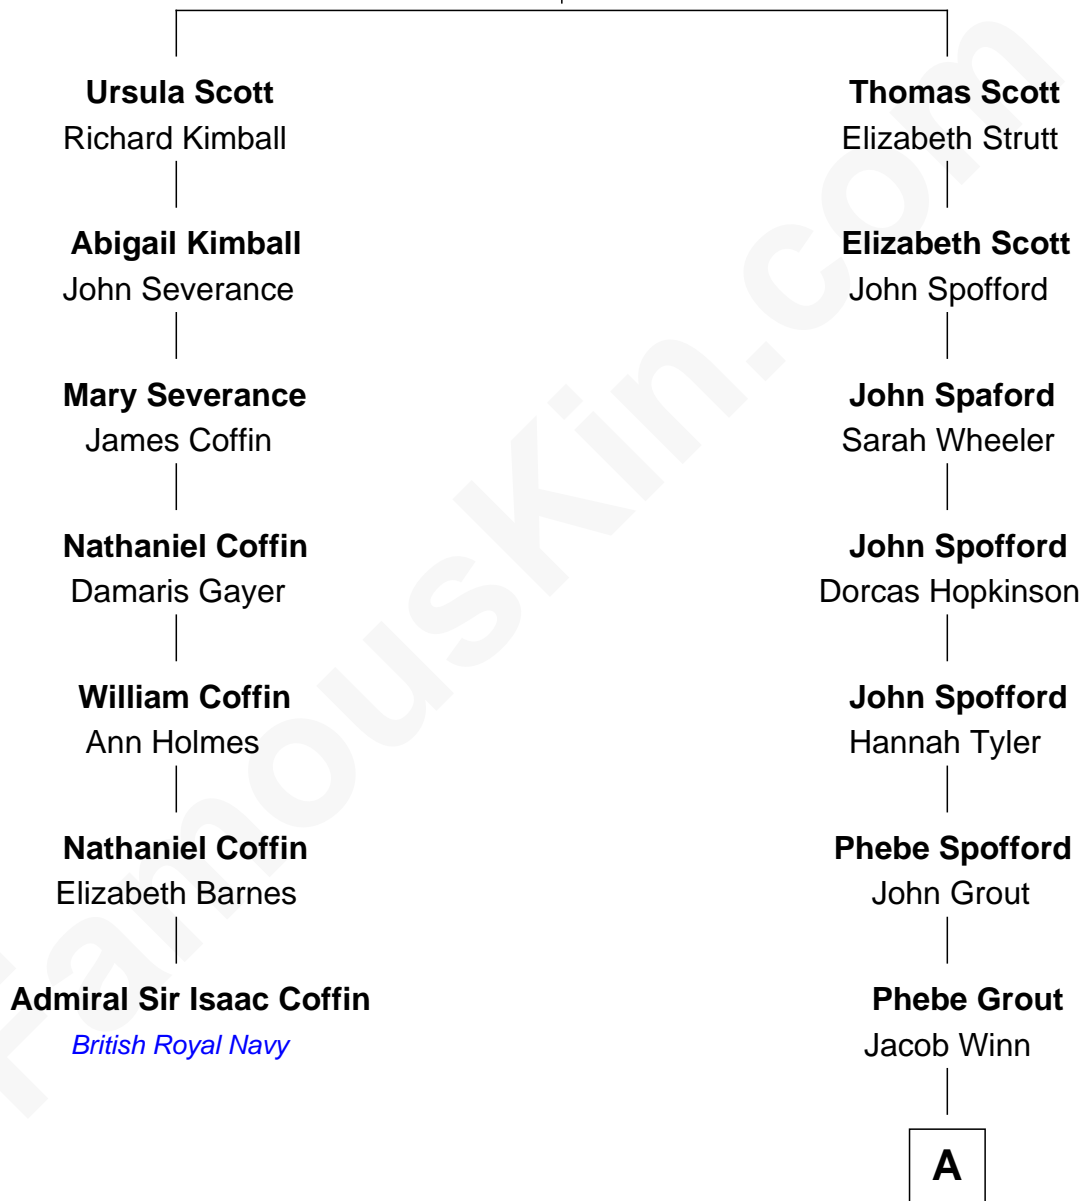 Ursula Scott
Richard Kimball
Thomas Scott
Elizabeth Strutt
Abigail Kimball
John Severance
Elizabeth Scott
John Spofford
Mary Severance
James Coffin
John Spaford
Sarah Wheeler
Nathaniel Coffin
Damaris Gayer
John Spofford
Dorcas Hopkinson
William Coffin
Ann Holmes
John Spofford
Hannah Tyler
Nathaniel Coffin
Elizabeth Barnes
Phebe Spofford
John Grout
Admiral Sir Isaac Coffin
British Royal Navy
Phebe Grout
Jacob Winn
A
FamousKin.com